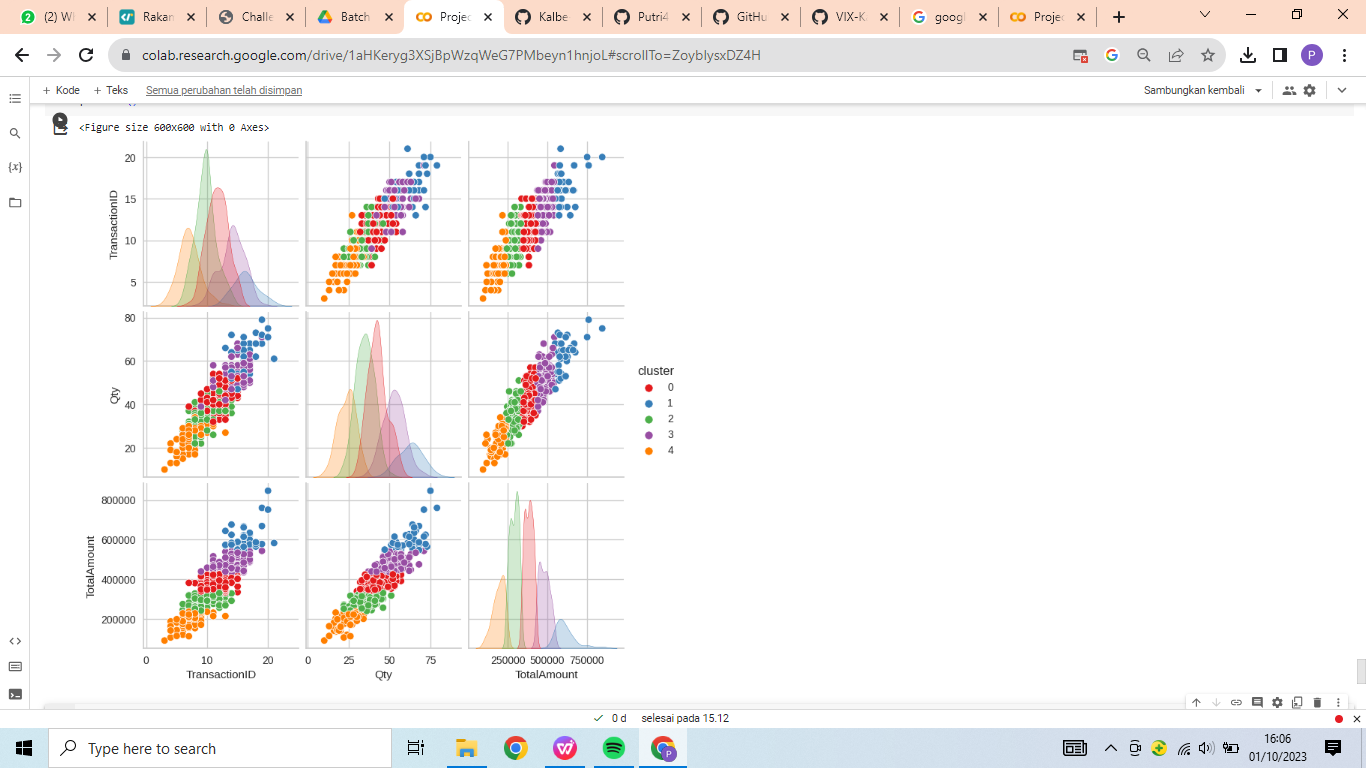 (2) W
Rakan
Challe
Batch
Projec
Kalbe
Putri4
GitHu
VIX-K
googl
Projec
colab.research.google.com/drive/1aHKeryg3XSjBpWzqWeG7PMbeyn1hnjoL#scrollTo=ZoyblysxDZ4H
P
+ Kode + Teks Semua perubahan telah disimpan
Sambungkan kembali
<Figure size 600x600 with 0 Axes>
20
15
10
5
TransactionID
80
60
40
20
Qty
800000
600000
400000
200000
TotalAmount
0 10 20
TransactionID
0 25 50 75
Qty
250000 500000 750000
TotalAmount
cluster
0
1
2
3
4
0 d selesai pada 15.12
Type here to search
16:06
01/10/2023